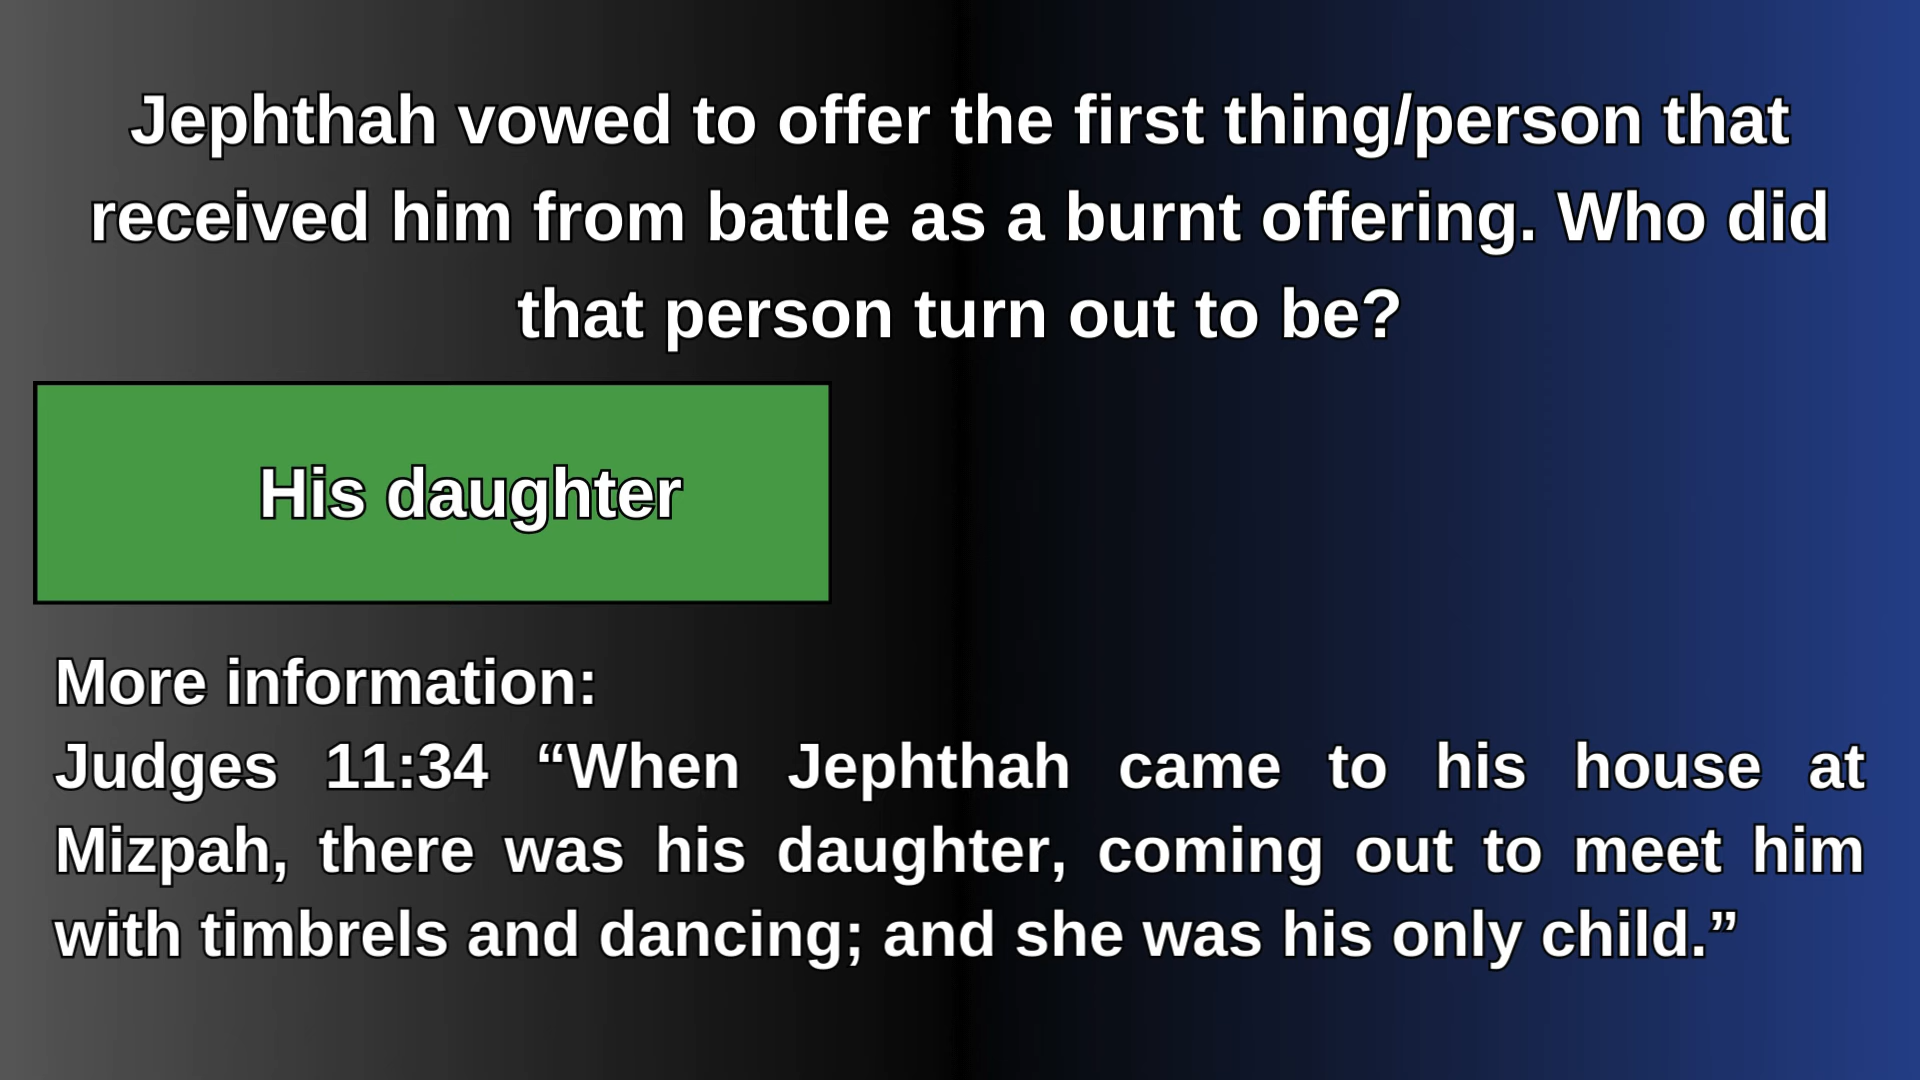 Jephthah vowed to offer the first thing/person that
received him from battle as a burnt offering. Who did
that person turn out to be?
His daughter
More information:
Judges 11:34 “When Jephthah came to his house at
Mizpah, there was his daughter, coming out to meet him
with timbrels and dancing; and she was his only child.”